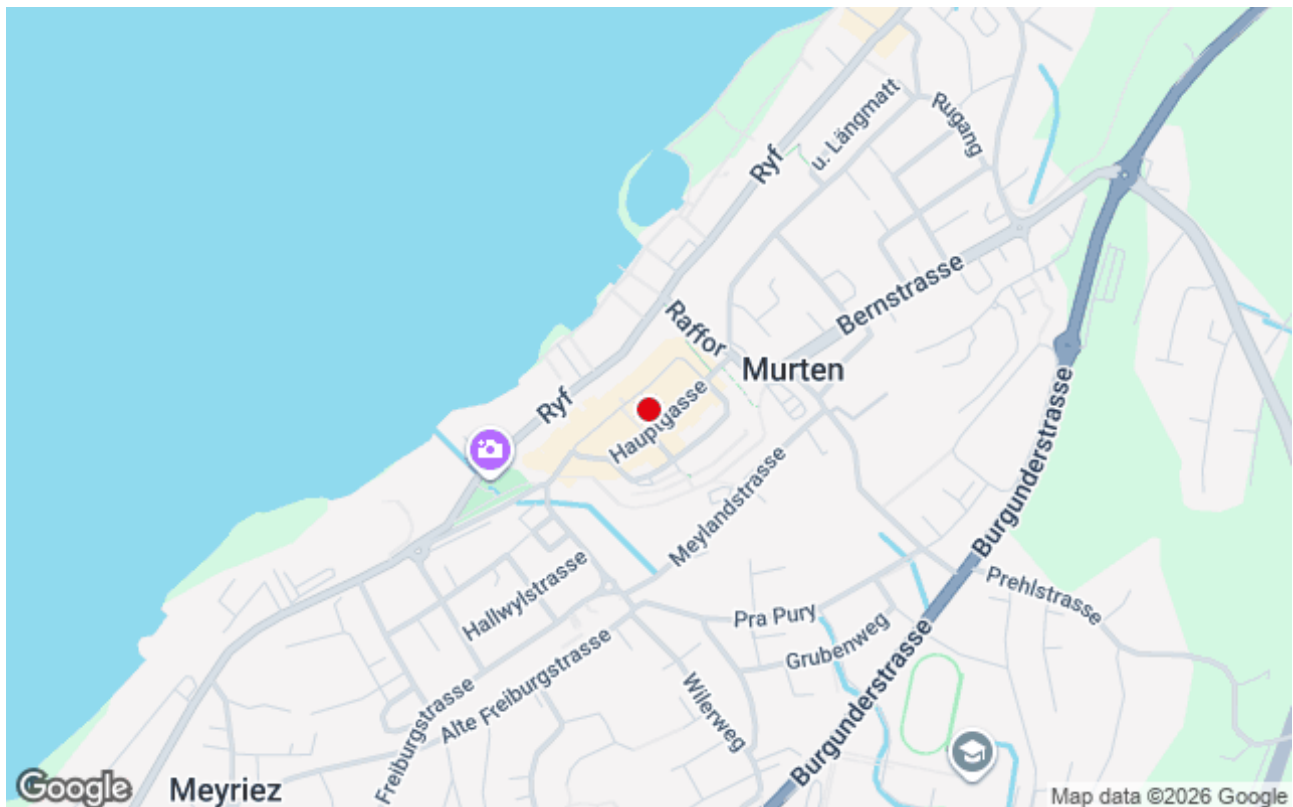 Rugang
u. Längmatt
Ryf
Bernstrasse
Raffor
Murten
Ryf
Hauptgasse
Burgunderstrasse
Meylandstrasse
Prehlstrasse
Hallwylstrasse
Pra Pury
Grubenweg
Alte Freiburgstrasse
Wilerweg
Freiburgstrasse
Burgunderstrasse
Meyriez
Google
Map data ©2026 Google